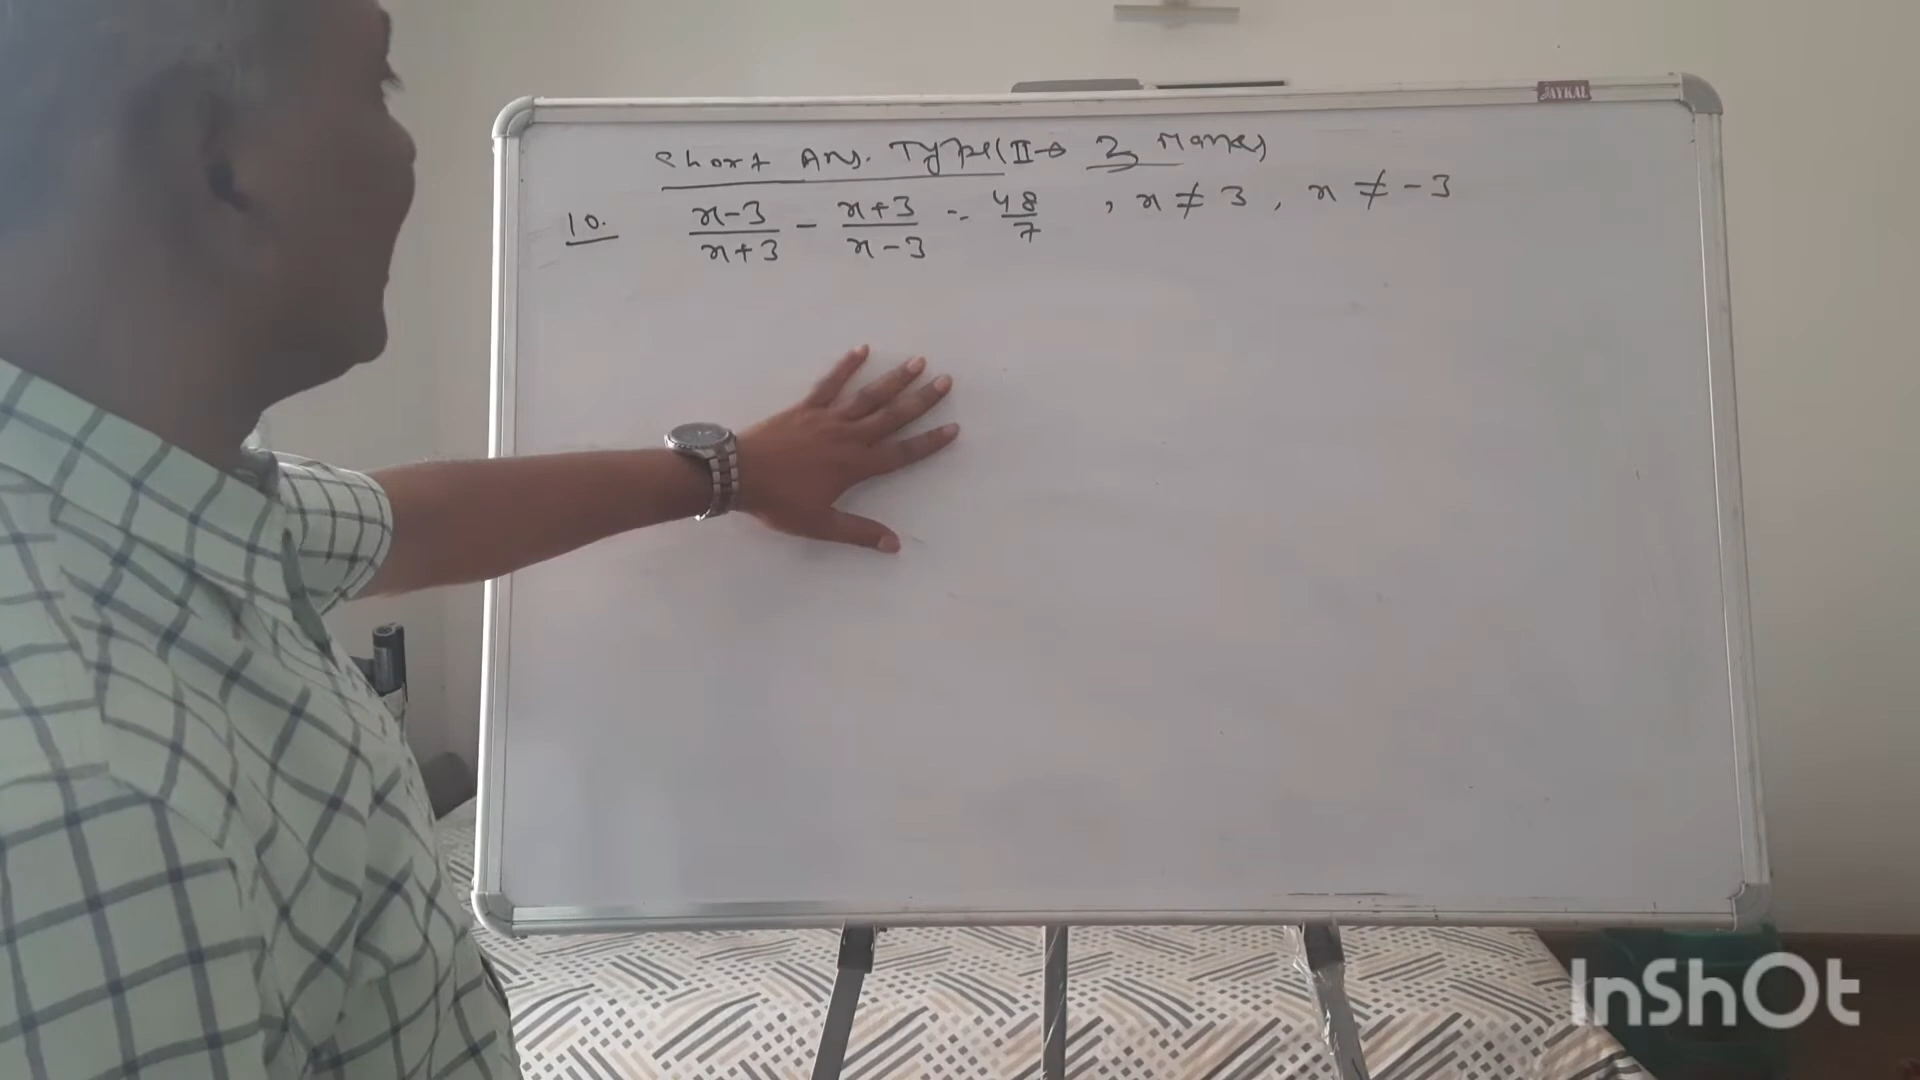 JAYKAL
Short Ans. Type (II → 3 Marks)
10. x-3/x+3 - x+3/x-3 = 48/7 , x ≠ 3 , x ≠ -3
InShOt